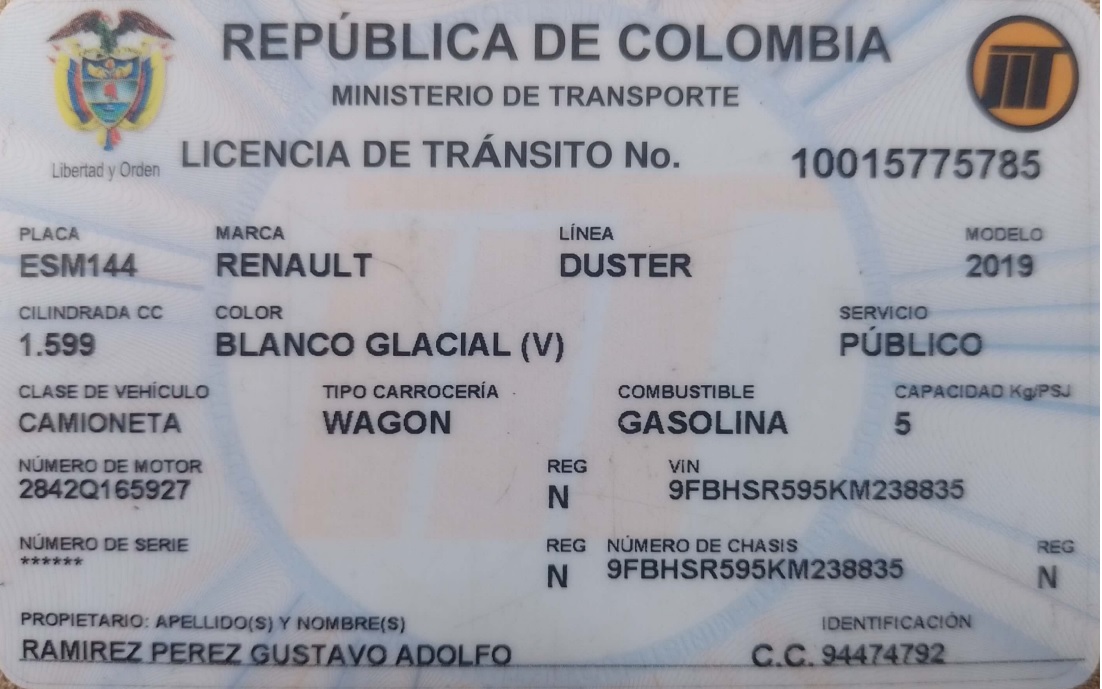 REPÚBLICA DE COLOMBIA
MINISTERIO DE TRANSPORTE
Libertad y Orden
LICENCIA DE TRÁNSITO No. 10015775785
PLACA MARCA LÍNEA MODELO
ESM144 RENAULT DUSTER 2019
CILINDRADA CC COLOR SERVICIO
1.599 BLANCO GLACIAL (V) PÚBLICO
CLASE DE VEHÍCULO TIPO CARROCERÍA COMBUSTIBLE CAPACIDAD Kg/PSJ
CAMIONETA WAGON GASOLINA 5
NÚMERO DE MOTOR REG VIN
2842Q165927 N 9FBHSR595KM238835
NÚMERO DE SERIE REG NÚMERO DE CHASIS REG
****** N 9FBHSR595KM238835 N
PROPIETARIO: APELLIDO(S) Y NOMBRE(S) IDENTIFICACIÓN
RAMIREZ PEREZ GUSTAVO ADOLFO C.C. 94474792